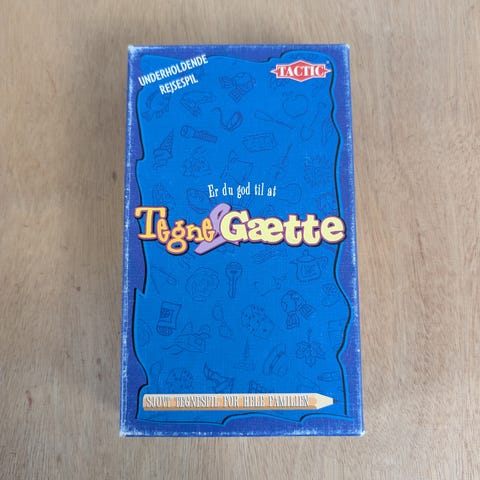 UNDERHOLDENDE
REJSESPIL
TACTIC
Er du god til at
Tegne & Gætte
SJOVT TEGNESPIL FOR HELE FAMILIEN